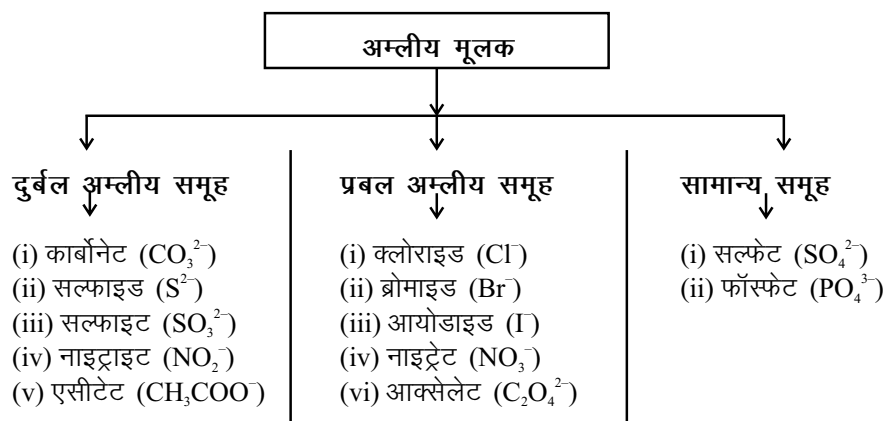 अम्लीय मूलक
दुर्बल अम्लीय समूह
(i) कार्बोनेट (CO₃²⁻)
(ii) सल्फाइड (S²⁻)
(iii) सल्फाइट (SO₃²⁻)
(iv) नाइट्राइट (NO₂⁻)
(v) एसीटेट (CH₃COO⁻)
प्रबल अम्लीय समूह
(i) क्लोराइड (Cl⁻)
(ii) ब्रोमाइड (Br⁻)
(iii) आयोडाइड (I⁻)
(iv) नाइट्रेट (NO₃⁻)
(vi) आक्सेलेट (C₂O₄²⁻)
सामान्य समूह
(i) सल्फेट (SO₄²⁻)
(ii) फॉस्फेट (PO₄³⁻)